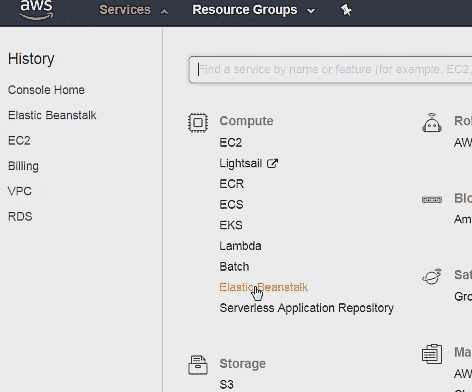 aws Services Resource Groups
History
Console Home
Elastic Beanstalk
EC2
Billing
VPC
RDS
Find a service by name or feature (for example, EC2,
Compute
EC2
Lightsail
ECR
ECS
EKS
Lambda
Batch
Elastic Beanstalk
Serverless Application Repository
Storage
S3
Ro
AW
Blo
Am
Sat
Gro
Ma
AW